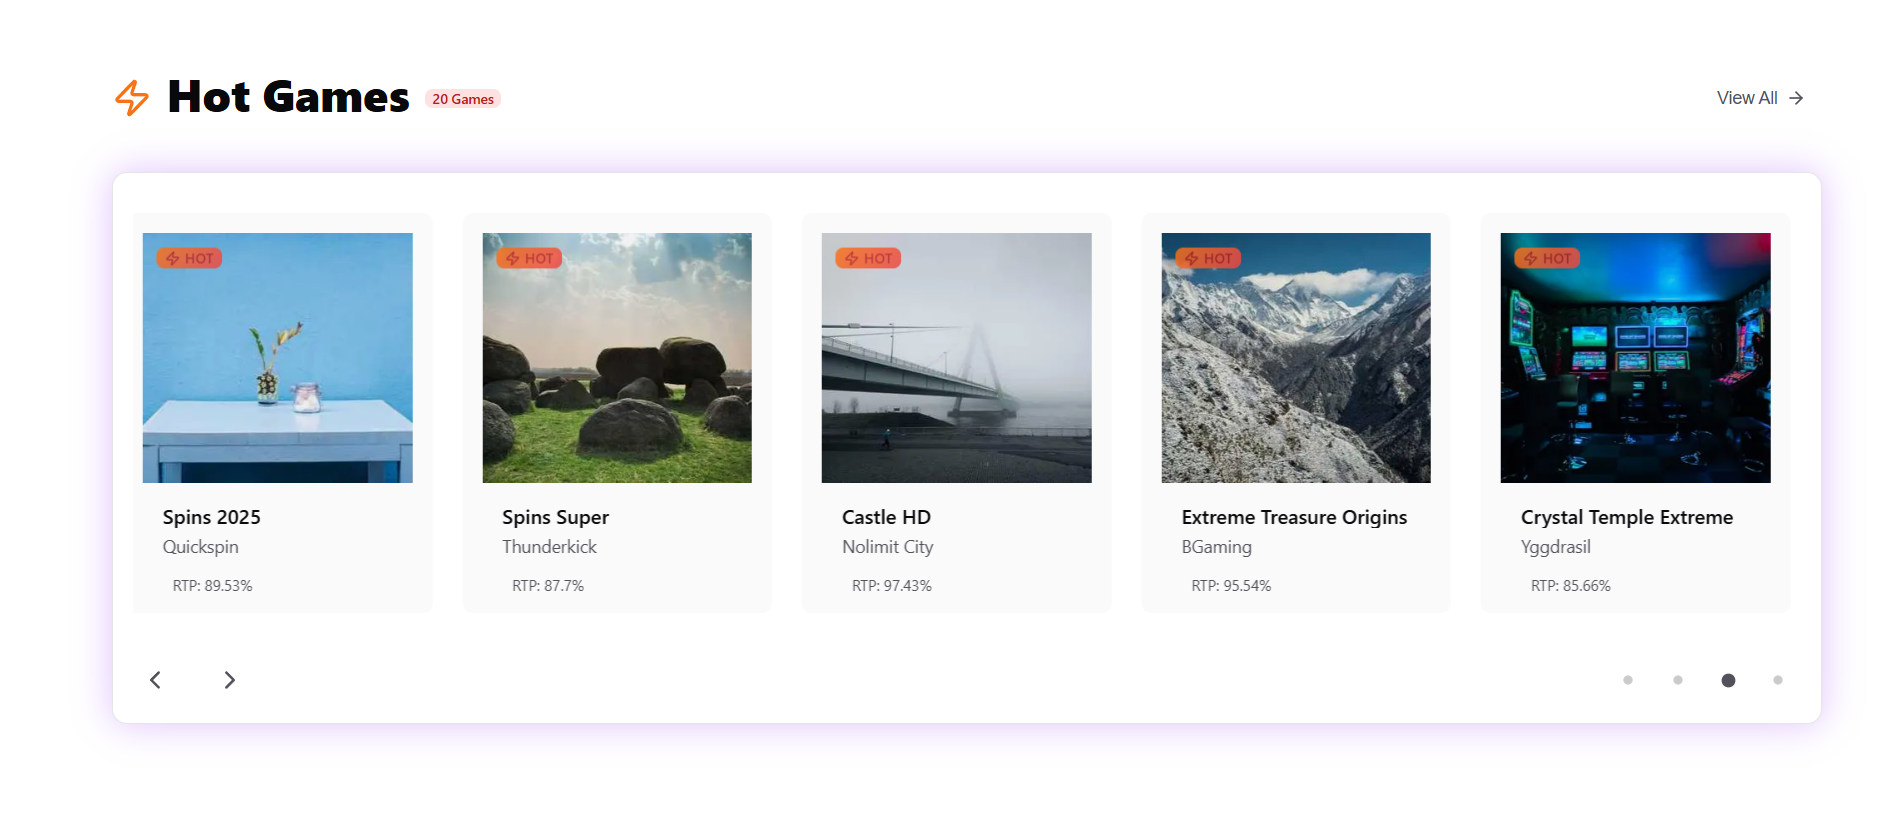 Hot Games
20 Games
View All
HOT
HOT
HOT
HOT
HOT
Spins 2025
Quickspin
RTP: 89.53%
Spins Super
Thunderkick
RTP: 87.7%
Castle HD
Nolimit City
RTP: 97.43%
Extreme Treasure Origins
BGaming
RTP: 95.54%
Crystal Temple Extreme
Yggdrasil
RTP: 85.66%